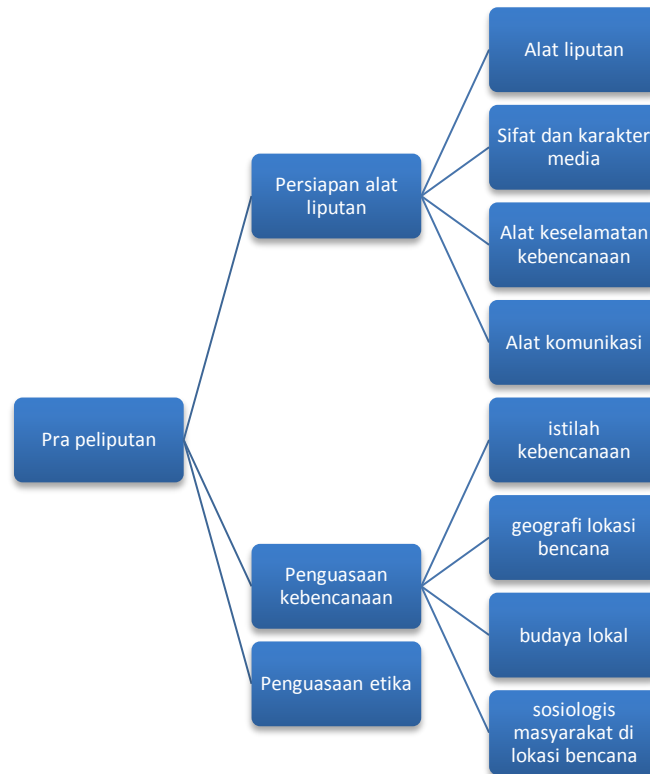 Pra peliputan
Persiapan alat
liputan
Alat liputan
Sifat dan karakter
media
Alat keselamatan
kebencanaan
Alat komunikasi
Penguasaan
kebencanaan
istilah
kebencanaan
geografi lokasi
bencana
budaya lokal
sosiologis
masyarakat di
lokasi bencana
Penguasaan etika